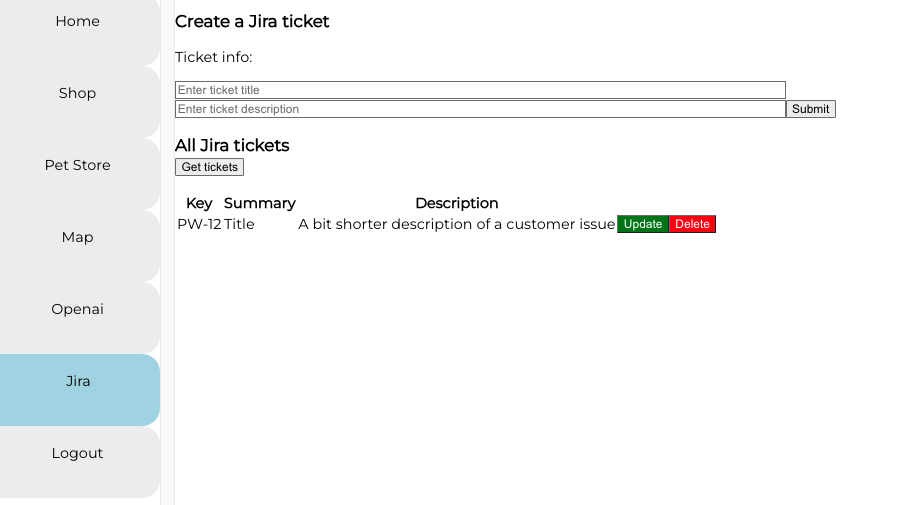 Home
Shop
Pet Store
Map
Openai
Jira
Logout
Create a Jira ticket
Ticket info:
Enter ticket title
Enter ticket description Submit
All Jira tickets
Get tickets
Key Summary Description
PW-12 Title A bit shorter description of a customer issue Update Delete